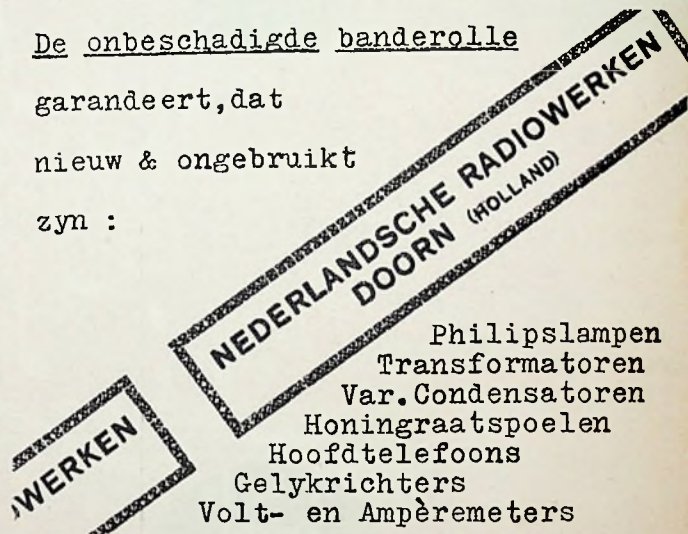 De onbeschadigde banderolle
garandeert,dat
nieuw & ongebruikt
zyn :
NEDERLANDSCHE RADIOWERKEN
DOORN (HOLLAND)
Philipslampen
Transformatoren
Var.Condensatoren
Honingraatspoelen
Hoofdtelefoons
Gelykrichters
Volt- en Ampèremeters
WERKEN